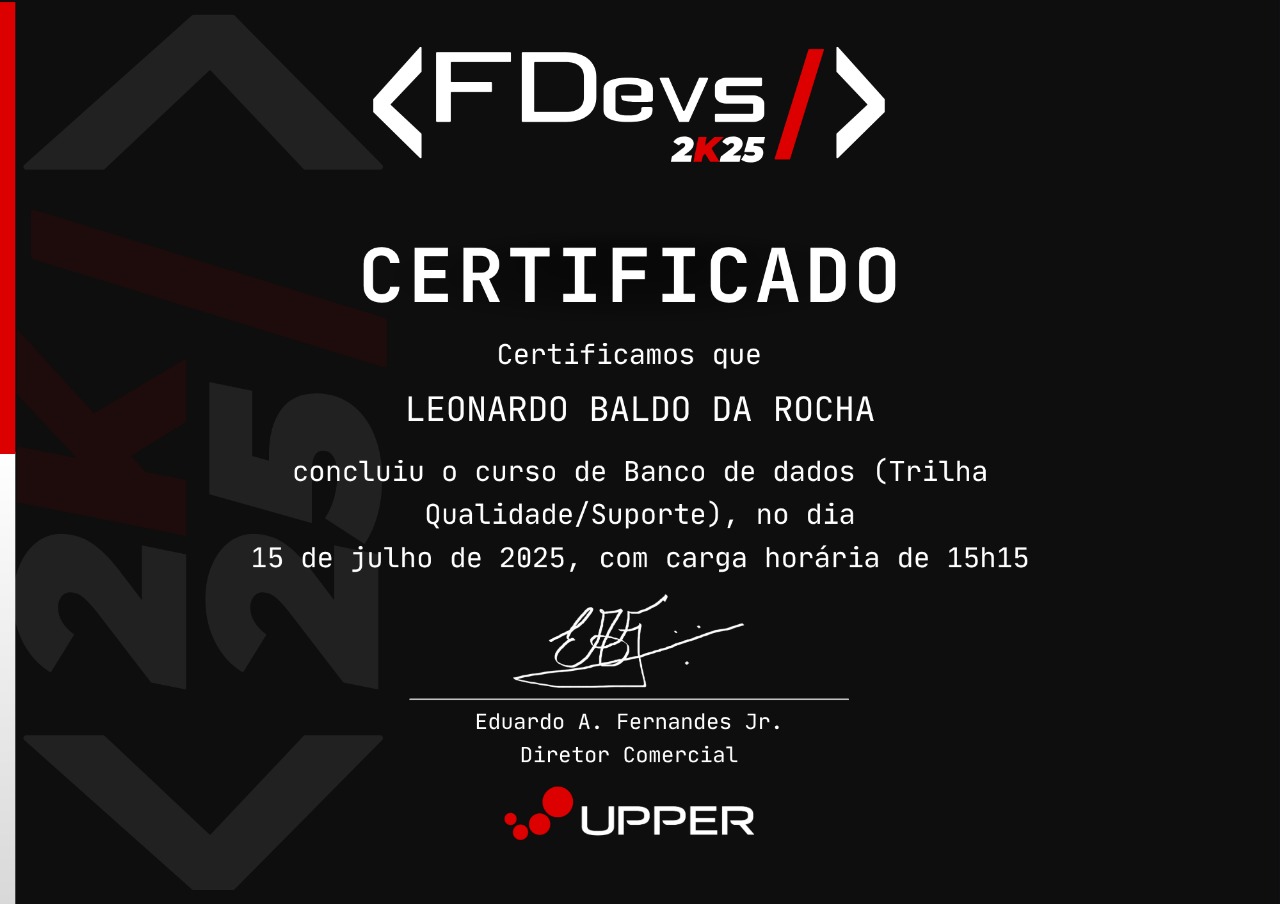 <FDevs/>
2K25
CERTIFICADO
Certificamos que
LEONARDO BALDO DA ROCHA
concluiu o curso de Banco de dados (Trilha
Qualidade/Suporte), no dia
15 de julho de 2025, com carga horária de 15h15
Eduardo A. Fernandes Jr.
Diretor Comercial
UPPER
<2K25/>